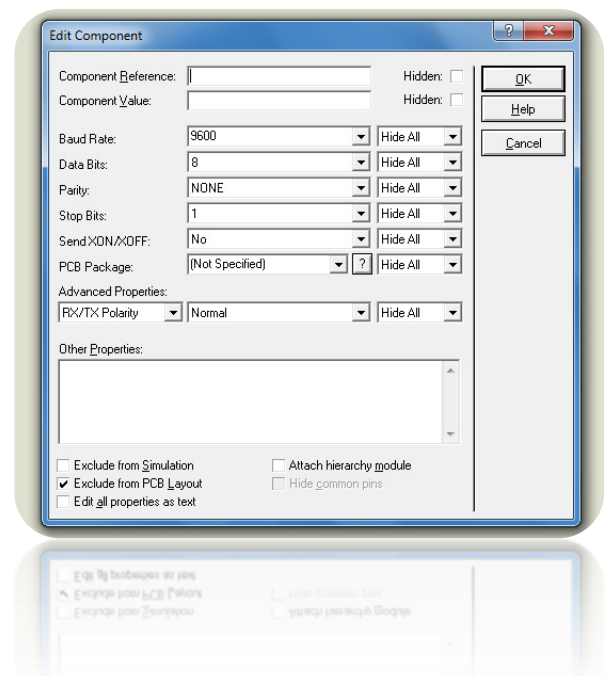 Edit Component
Component Reference: Hidden:
Component Value: Hidden:
OK
Help
Cancel
Baud Rate: 9600 Hide All
Data Bits: 8 Hide All
Parity: NONE Hide All
Stop Bits: 1 Hide All
Send XON/XOFF: No Hide All
PCB Package: (Not Specified) ? Hide All
Advanced Properties:
RX/TX Polarity Normal Hide All
Other Properties:
Exclude from Simulation Attach hierarchy module
Exclude from PCB Layout Hide common pins
Edit all properties as text